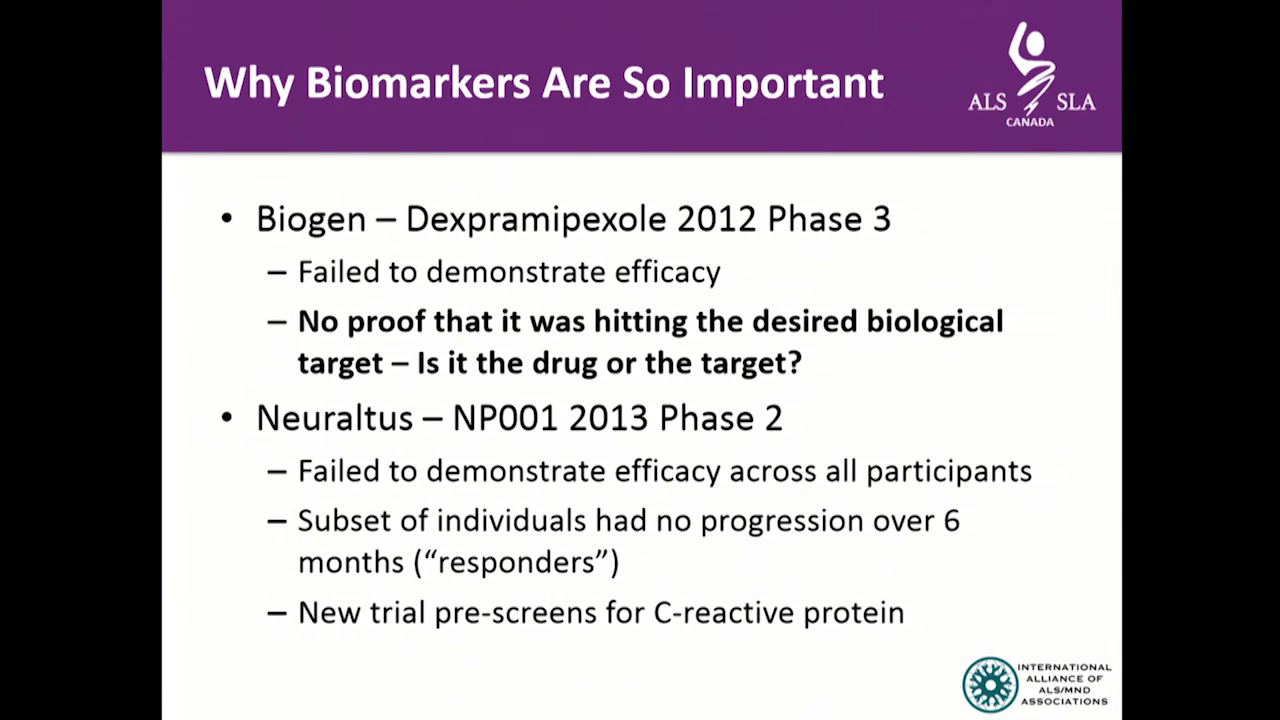 Why Biomarkers Are So Important
ALS SLA
CANADA
• Biogen – Dexpramipexole 2012 Phase 3
– Failed to demonstrate efficacy
– No proof that it was hitting the desired biological
target – Is it the drug or the target?
• Neuraltus – NP001 2013 Phase 2
– Failed to demonstrate efficacy across all participants
– Subset of individuals had no progression over 6
months (“responders”)
– New trial pre-screens for C-reactive protein
INTERNATIONAL
ALLIANCE OF
ALS/MND
ASSOCIATIONS